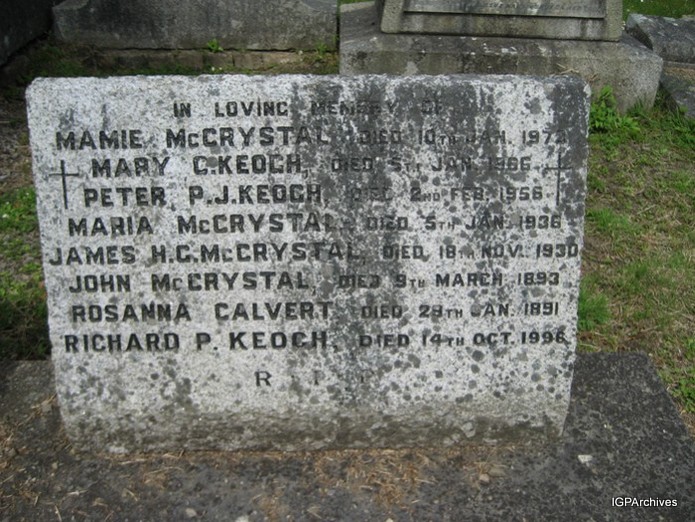 IN LOVING MEMORY OF
MAMIE McCRYSTAL, DIED 10TH JAN. 1972
MARY C. KEOGH, DIED 5TH JAN. 1966
PETER P.J. KEOGH, DIED 2ND FEB. 1956
MARIA McCRYSTAL, DIED 5TH JAN. 1936
JAMES H.G. McCRYSTAL, DIED 18TH NOV. 1930
JOHN McCRYSTAL, DIED 9TH MARCH 1893
ROSANNA CALVERT DIED 29TH JAN. 1891
RICHARD P. KEOGH, DIED 14TH OCT. 1996
R I P
IGPArchives